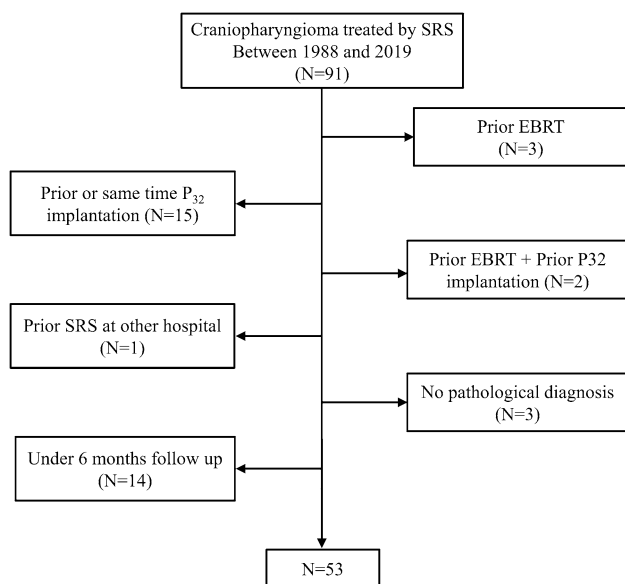 Craniopharyngioma treated by SRS
Between 1988 and 2019
(N=91)
Prior EBRT
(N=3)
Prior or same time P₃₂
implantation (N=15)
Prior EBRT + Prior P32
implantation (N=2)
Prior SRS at other hospital
(N=1)
No pathological diagnosis
(N=3)
Under 6 months follow up
(N=14)
N=53